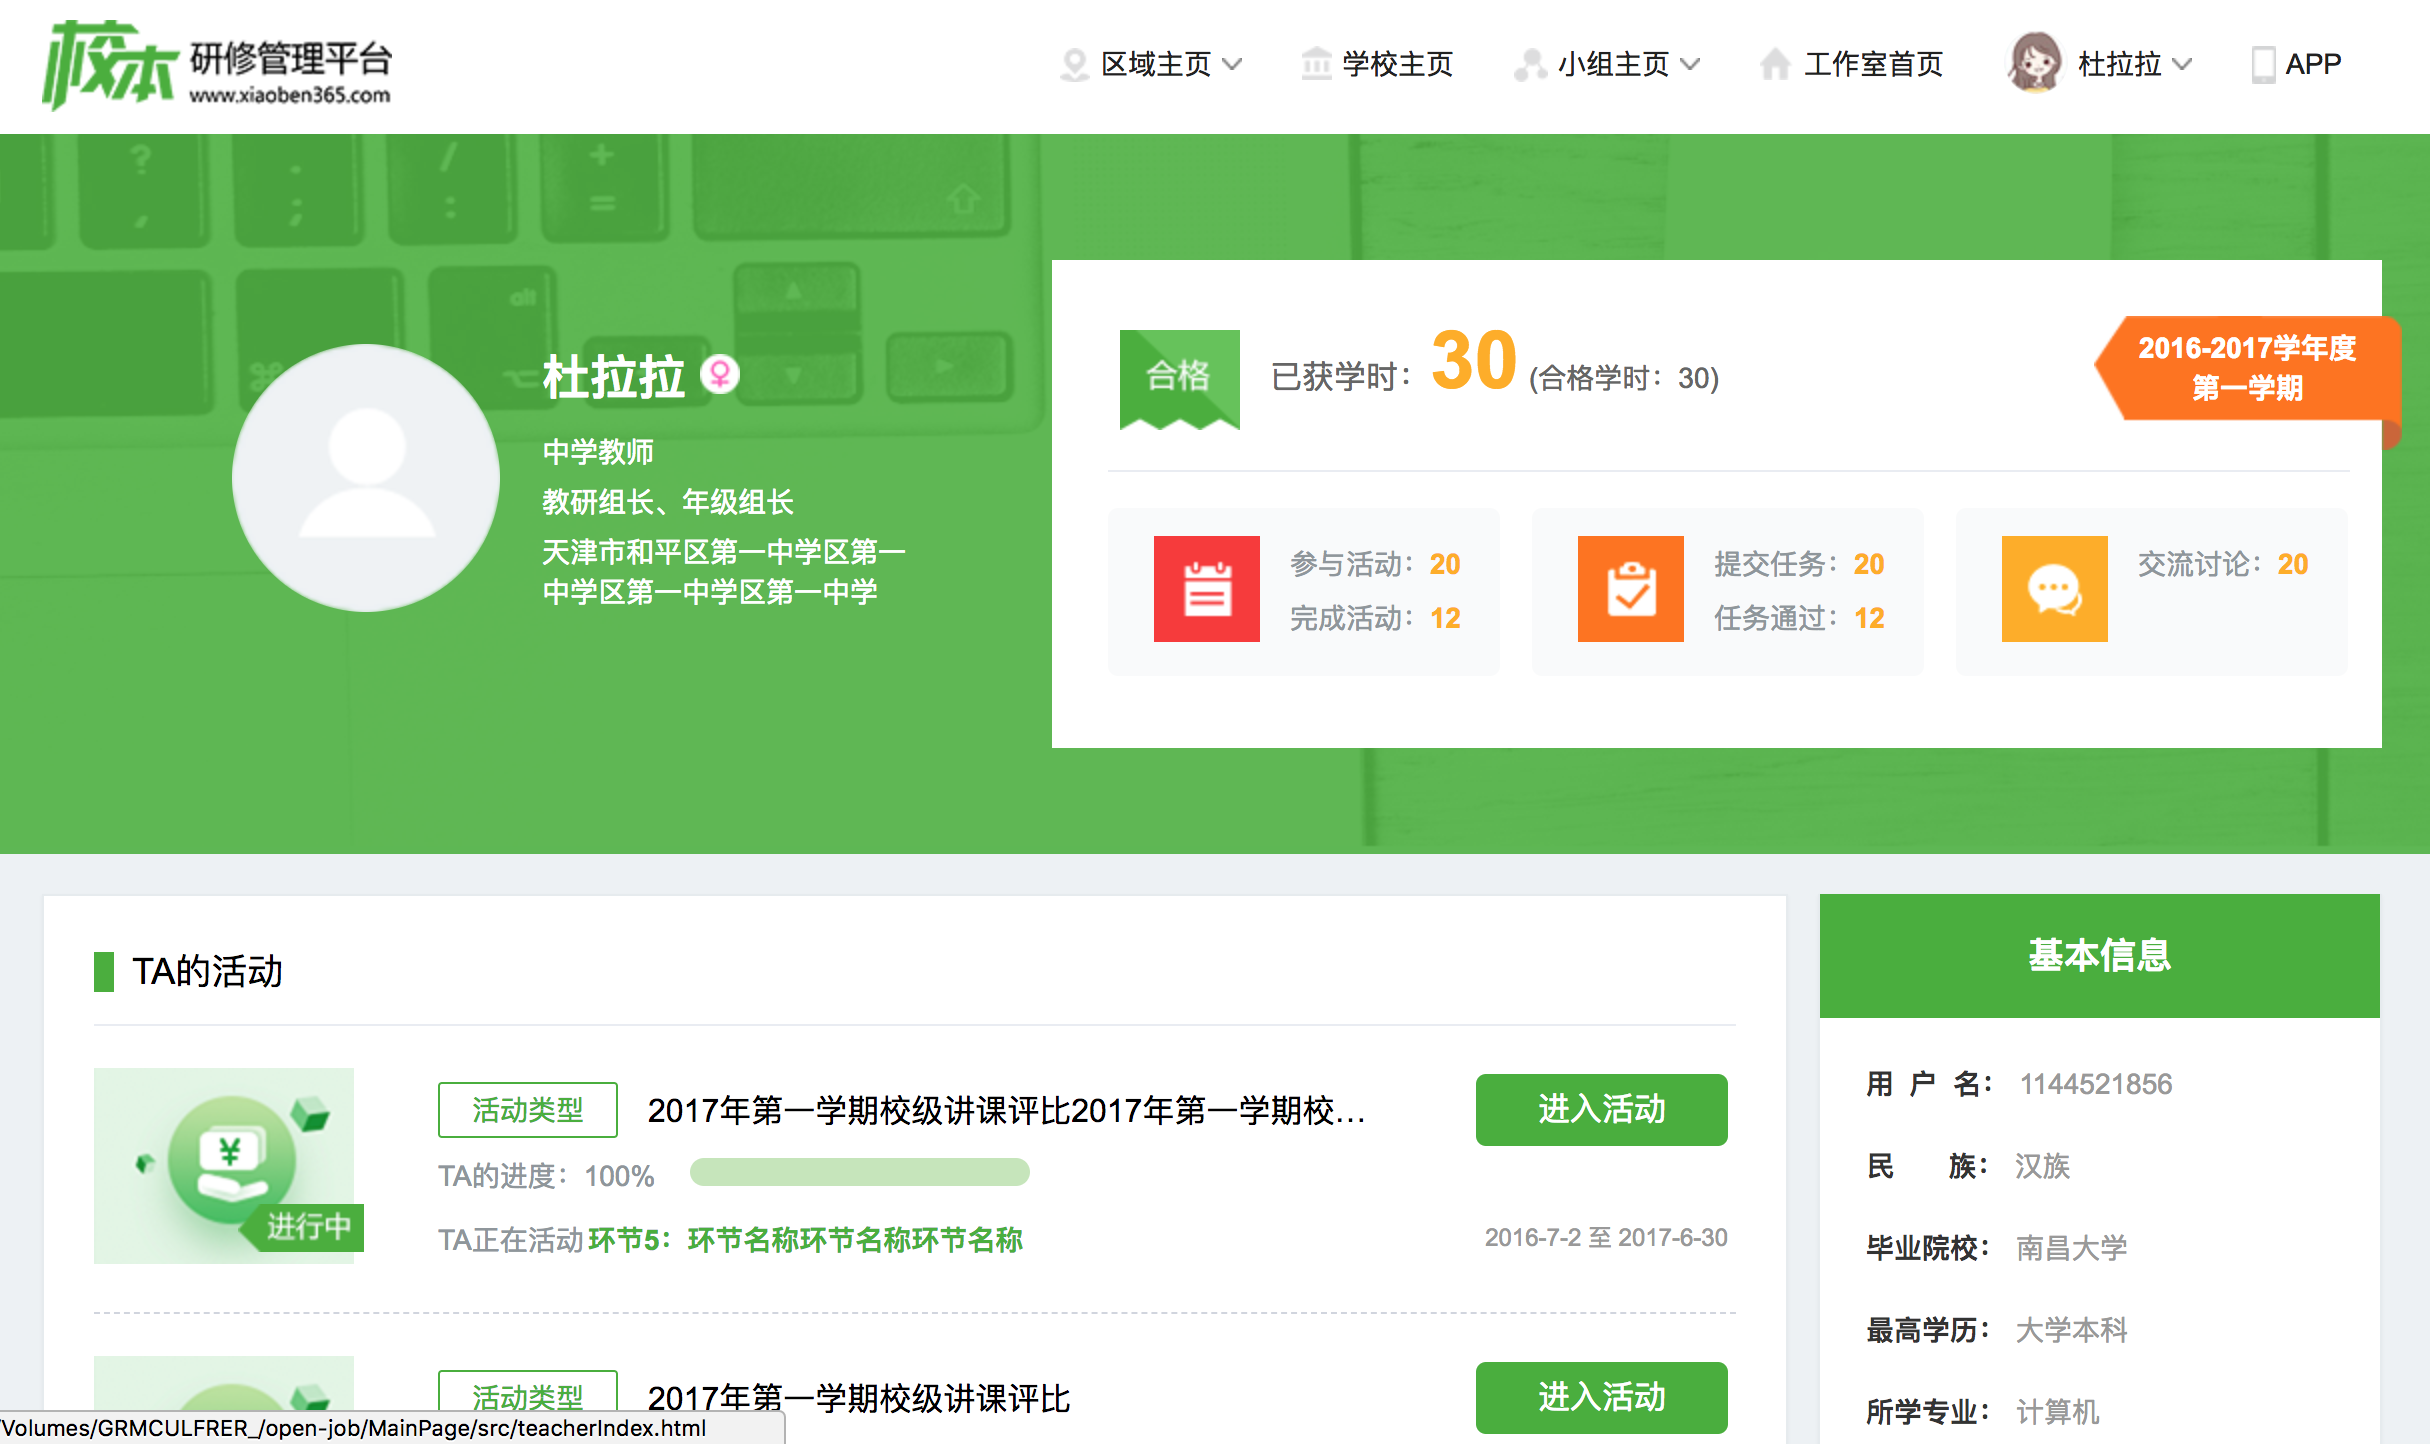 校本 研修管理平台
www.xiaoben365.com
区域主页 学校主页 小组主页 工作室首页 杜拉拉 APP
杜拉拉
中学教师
教研组长、年级组长
天津市和平区第一中学区第一
中学区第一中学区第一中学
合格 已获学时：30 (合格学时：30)
2016-2017学年度
第一学期
参与活动：20
完成活动：12
提交任务：20
任务通过：12
交流讨论：20
TA的活动
进行中
活动类型 2017年第一学期校级讲课评比2017年第一学期校... 进入活动
TA的进度：100%
TA正在活动 环节5：环节名称环节名称环节名称 2016-7-2 至 2017-6-30
活动类型 2017年第一学期校级讲课评比 进入活动
基本信息
用 户 名： 1144521856
民 族： 汉族
毕业院校： 南昌大学
最高学历： 大学本科
所学专业： 计算机
/Volumes/GRMCULFRER_/open-job/MainPage/src/teacherIndex.html
? , . ; / : + =
alt